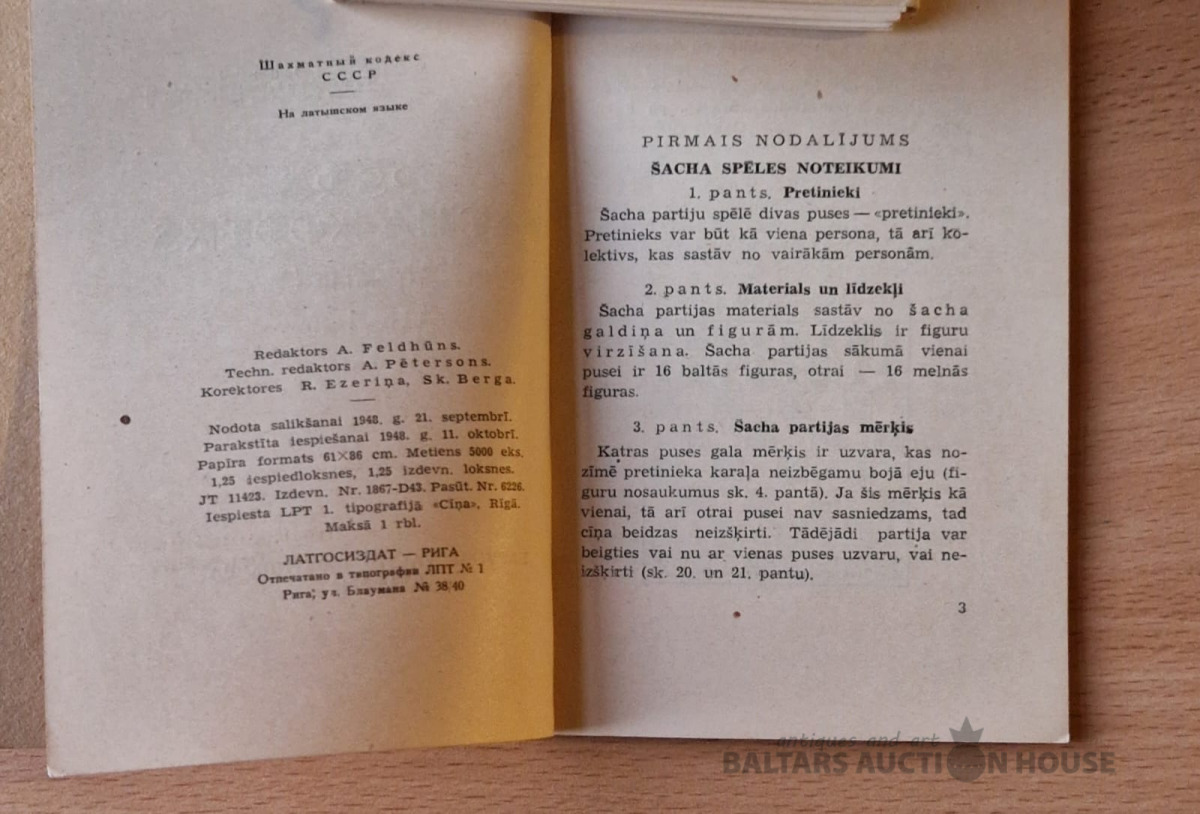 Шахматный кодекс
СССР
На латышском языке
Redaktors A. Feldhūns.
Techn. redaktors A. Pētersons.
Korektores R. Ezeriņa, Sk. Berga.
Nodota salikšanai 1948. g. 21. septembrī.
Parakstīta iespiešanai 1948. g. 11. oktobrī.
Papīra formats 61×86 cm. Metiens 5000 eks.
1,25 iespiedloksnes, 1,25 izdevn. loksnes.
JT 11423. Izdevn. Nr. 1867-D43. Pasūt. Nr. 6226.
Iespiesta LPT 1. tipografijā «Cīņa», Rīgā.
Maksā 1 rbl.
ЛАТГОСИЗДАТ — РИГА
Отпечатано в типографии ЛПТ № 1
Рига, ул. Блаумана № 38/40
PIRMAIS NODALĪJUMS
ŠACHA SPĒLES NOTEIKUMI
1. pants. Pretinieki
Šacha partiju spēlē divas puses — «pretinieki».
Pretinieks var būt kā viena persona, tā arī ko-
lektivs, kas sastāv no vairākām personām.
2. pants. Materials un līdzekļi
Šacha partijas materials sastāv no šacha
galdiņa un figurām. Līdzeklis ir figuru
virzīšana. Šacha partijas sākumā vienai
pusei ir 16 baltās figuras, otrai — 16 melnās
figuras.
3. pants. Šacha partijas mērķis
Katras puses gala mērķis ir uzvara, kas no-
zīmē pretinieka karaļa neizbēgamu bojā eju (fi-
guru nosaukumus sk. 4. pantā). Ja šis mērķis kā
vienai, tā arī otrai pusei nav sasniedzams, tad
cīņa beidzas neizšķirti. Tādējādi partija var
beigties vai nu ar vienas puses uzvaru, vai ne-
izšķirti (sk. 20. un 21. pantu).
3
antiques and art
BALTARS AUCTION HOUSE